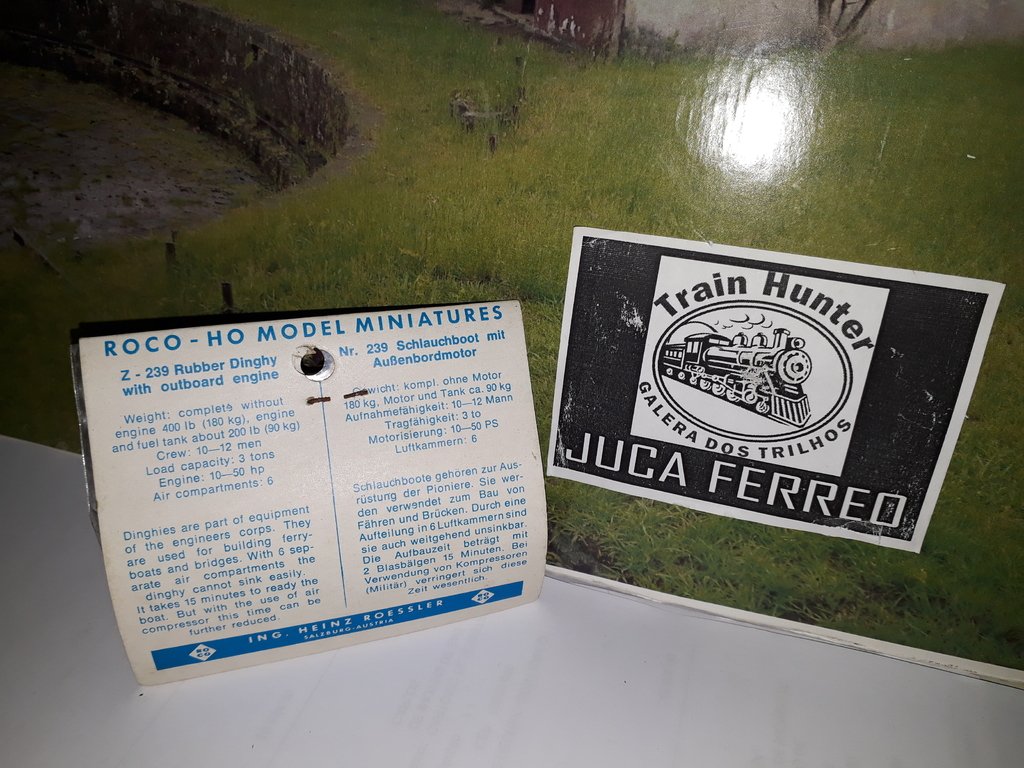 ROCO - HO MODEL MINIATURES
Z - 239 Rubber Dinghy
with outboard engine
Weight: complete without
engine 400 lb (180 kg), engine
and fuel tank about 200 lb (90 kg)
Crew: 10—12 men
Load capacity: 3 tons
Engine: 10—50 hp
Air compartments: 6
Dinghies are part of equipment
of the engineers corps. They
are used for building ferry-
boats and bridges. With 6 sep-
arate air compartments the
dinghy cannot sink easily.
It takes 15 minutes to ready the
boat. But with the use of air
compressor this time can be
further reduced.
Nr. 239 Schlauchboot mit
Außenbordmotor
Gewicht: kompl. ohne Motor
180 kg, Motor und Tank ca. 90 kg
Aufnahmefähigkeit: 10—12 Mann
Tragfähigkeit: 3 to
Motorisierung: 10—50 PS
Luftkammern: 6
Schlauchboote gehören zur Aus-
rüstung der Pioniere. Sie wer-
den verwendet zum Bau von
Fähren und Brücken. Durch eine
Aufteilung in 6 Luftkammern sind
sie auch weitgehend unsinkbar.
Die Aufbauzeit beträgt mit
2 Blasbälgen 15 Minuten. Bei
Verwendung von Kompressoren
(Militär) verringert sich diese
Zeit wesentlich.
RO
CO
ING. HEINZ ROESSLER
SALZBURG-AUSTRIA
RO
CO
Train Hunter
GALERA DOS TRILHOS
JUCA FERREO